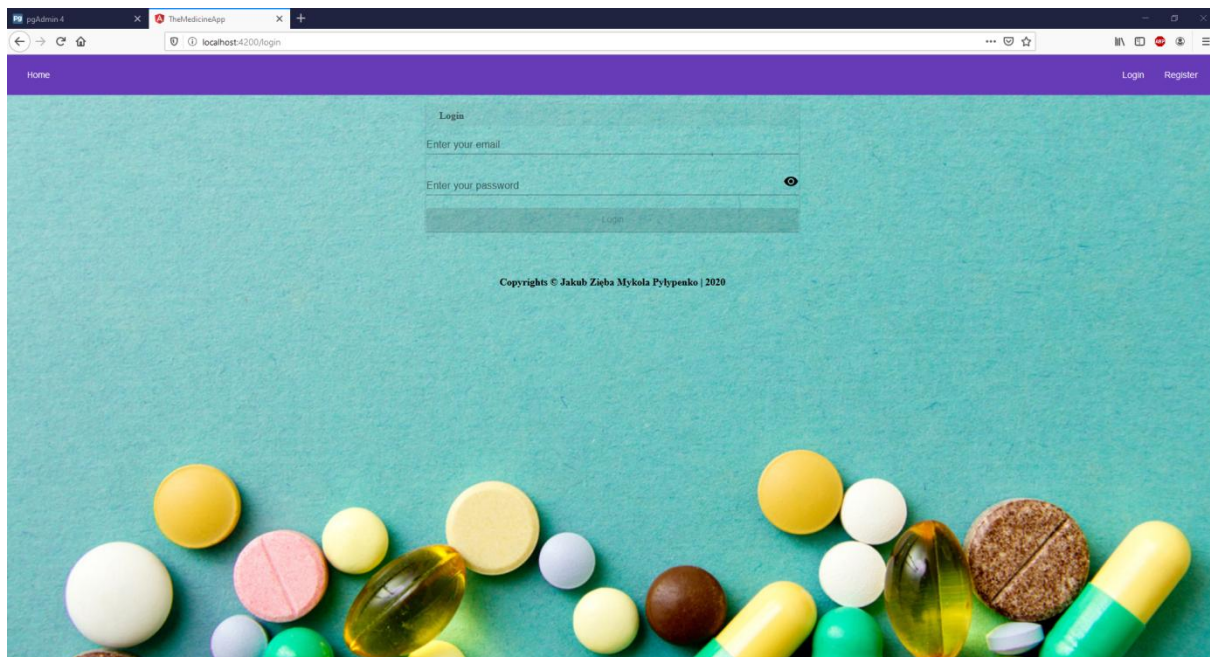 pgAdmin 4
TheMedicineApp
localhost:4200/login
Home
Login
Register
Login
Enter your email
Enter your password
Login
Copyrights © Jakub Zięba Mykola Pylypenko | 2020